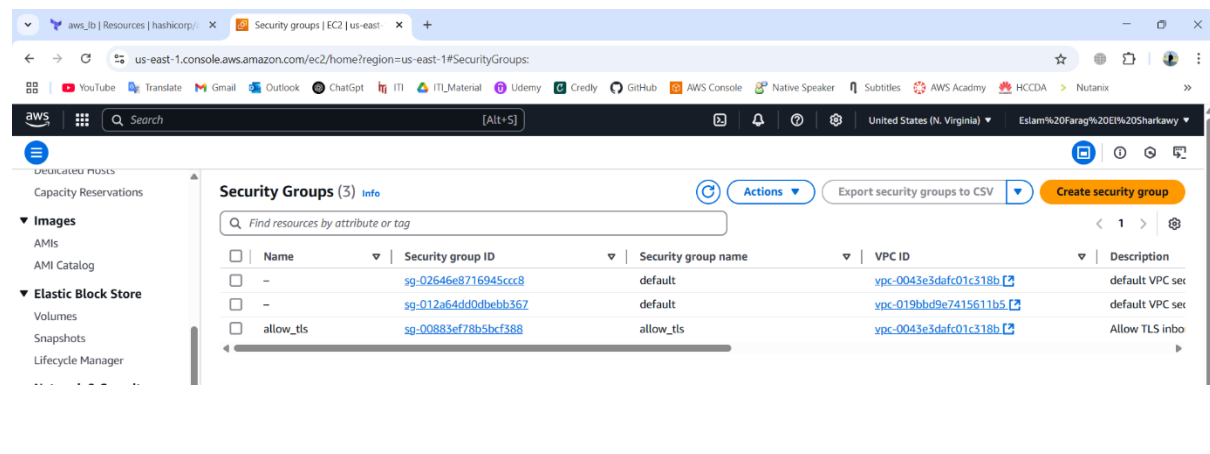 aws_lb | Resources | hashicorp/
Security groups | EC2 | us-east-
us-east-1.console.aws.amazon.com/ec2/home?region=us-east-1#SecurityGroups:
YouTube Translate Gmail Outlook ChatGpt ITI ITI_Material Udemy Credly GitHub AWS Console Native Speaker Subtitles AWS Acadmy HCCDA Nutanix »
aws Search [Alt+S] United States (N. Virginia) ▼ Eslam%20Farag%20El%20Sharkawy ▼
Dedicated Hosts
Capacity Reservations
▼ Images
AMIs
AMI Catalog
▼ Elastic Block Store
Volumes
Snapshots
Lifecycle Manager
Security Groups (3) Info
Actions ▼ Export security groups to CSV ▼ Create security group
Find resources by attribute or tag
< 1 >
Name Security group ID Security group name VPC ID Description
– sg-02646e8716945ccc8 default vpc-0043e3dafc01c318b default VPC sec
– sg-012a64dd0dbebb367 default vpc-019bbd9e7415611b5 default VPC sec
allow_tls sg-00883ef78b5bcf388 allow_tls vpc-0043e3dafc01c318b Allow TLS inbo